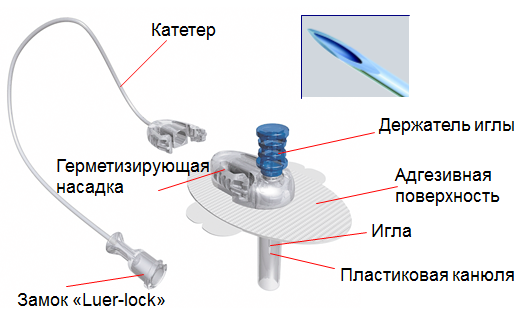 Катетер
Держатель иглы
Герметизирующая
насадка
Адгезивная
поверхность
Игла
Пластиковая канюля
Замок «Luer-lock»